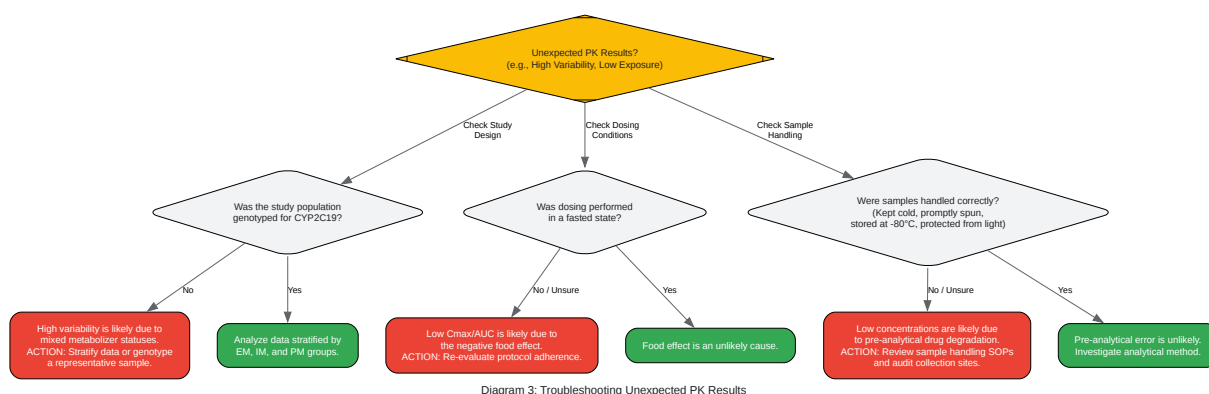 Unexpected PK Results?
(e.g., High Variability, Low Exposure)
Check Study
Design
Check Dosing
Conditions
Check Sample
Handling
Was the study population
genotyped for CYP2C19?
Was dosing performed
in a fasted state?
Were samples handled correctly?
(Kept cold, promptly spun,
stored at -80°C, protected from light)
No
Yes
No / Unsure
Yes
No / Unsure
Yes
High variability is likely due to
mixed metabolizer statuses.
ACTION: Stratify data or genotype
a representative sample.
Analyze data stratified by
EM, IM, and PM groups.
Low Cmax/AUC is likely due to
the negative food effect.
ACTION: Re-evaluate protocol adherence.
Food effect is an unlikely cause.
Low concentrations are likely due
to pre-analytical drug degradation.
ACTION: Review sample handling SOPs
and audit collection sites.
Pre-analytical error is unlikely.
Investigate analytical method.
Diagram 3: Troubleshooting Unexpected PK Results